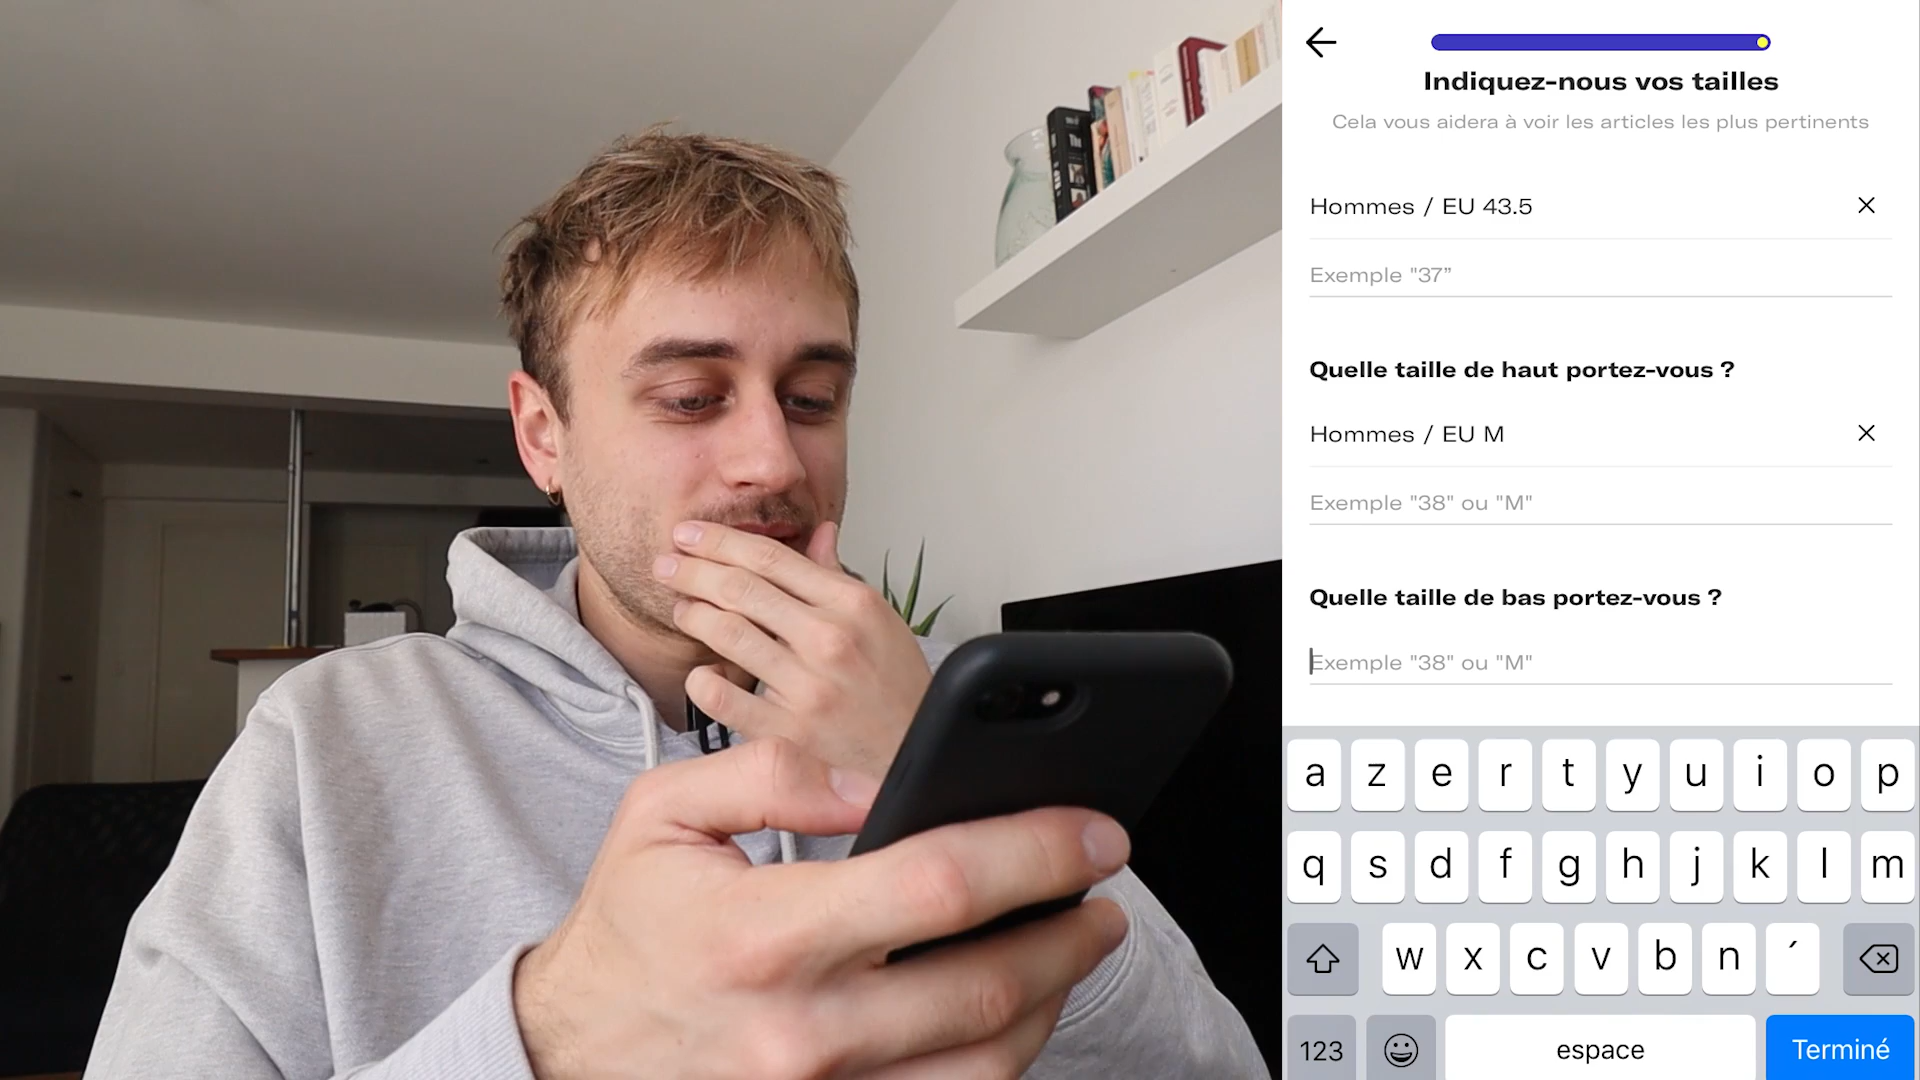 Indiquez-nous vos tailles
Cela vous aidera à voir les articles les plus pertinents
Hommes / EU 43.5
Exemple "37”
Quelle taille de haut portez-vous ?
Hommes / EU M
Exemple "38" ou "M"
Quelle taille de bas portez-vous ?
Exemple "38" ou "M"
a z e r t y u i o p
q s d f g h j k l m
w x c v b n ´
123 espace Terminé